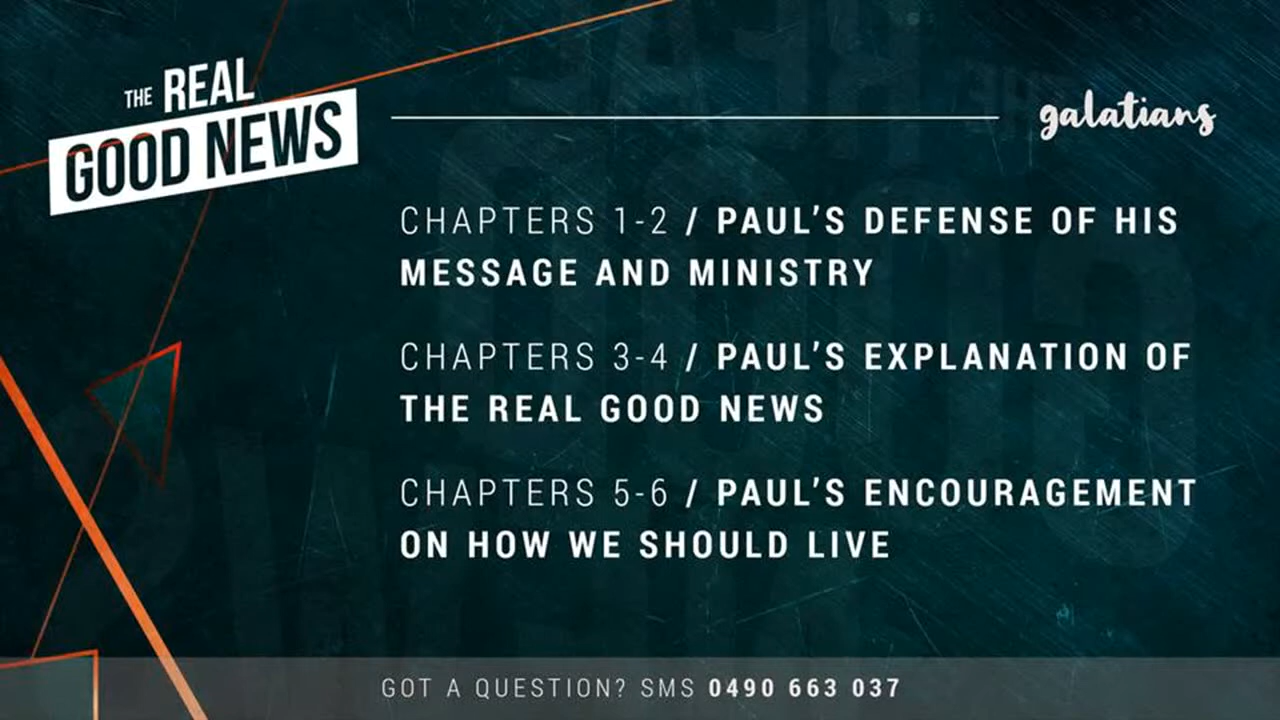 THE REAL
GOOD NEWS
galatians
CHAPTERS 1-2 / PAUL'S DEFENSE OF HIS
MESSAGE AND MINISTRY
CHAPTERS 3-4 / PAUL'S EXPLANATION OF
THE REAL GOOD NEWS
CHAPTERS 5-6 / PAUL'S ENCOURAGEMENT
ON HOW WE SHOULD LIVE
GOT A QUESTION? SMS 0490 663 037